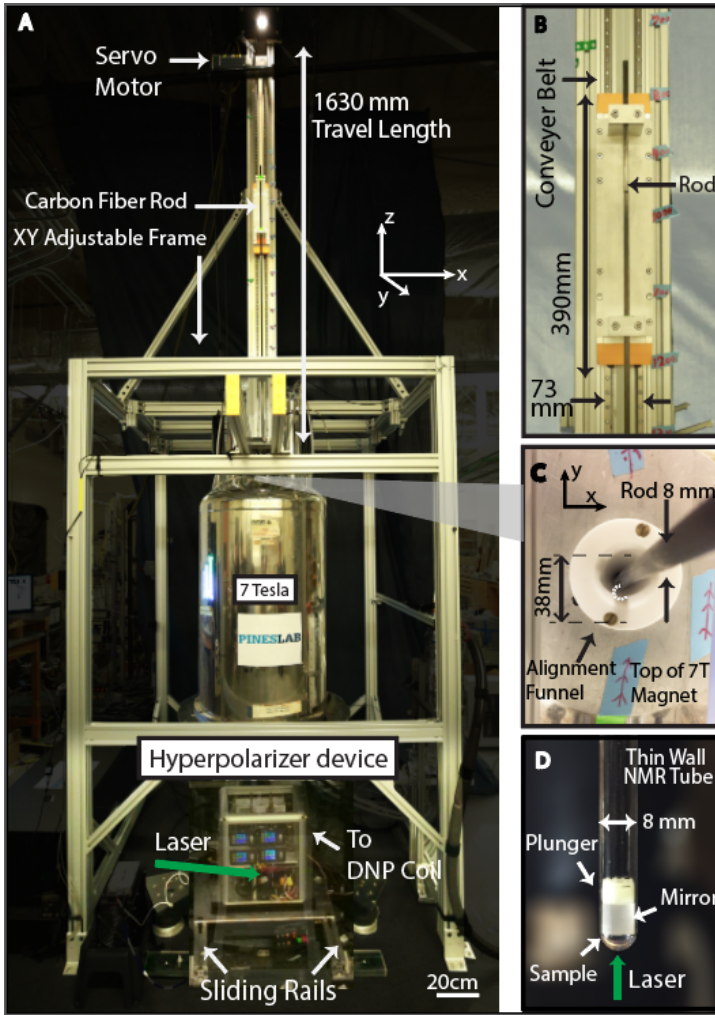 A
Servo
Motor
1630 mm
Travel Length
Carbon Fiber Rod
XY Adjustable Frame
z
x
y
7 Tesla
PINESLAB
Hyperpolarizer device
Laser
To
DNP Coil
Sliding Rails
20cm
B
Conveyer Belt
Rod
390mm
73
mm
C
y
x
Rod 8 mm
38mm
Alignment
Funnel
Top of 7T
Magnet
D
Thin Wall
NMR Tube
8 mm
Plunger
Mirror
Sample
Laser